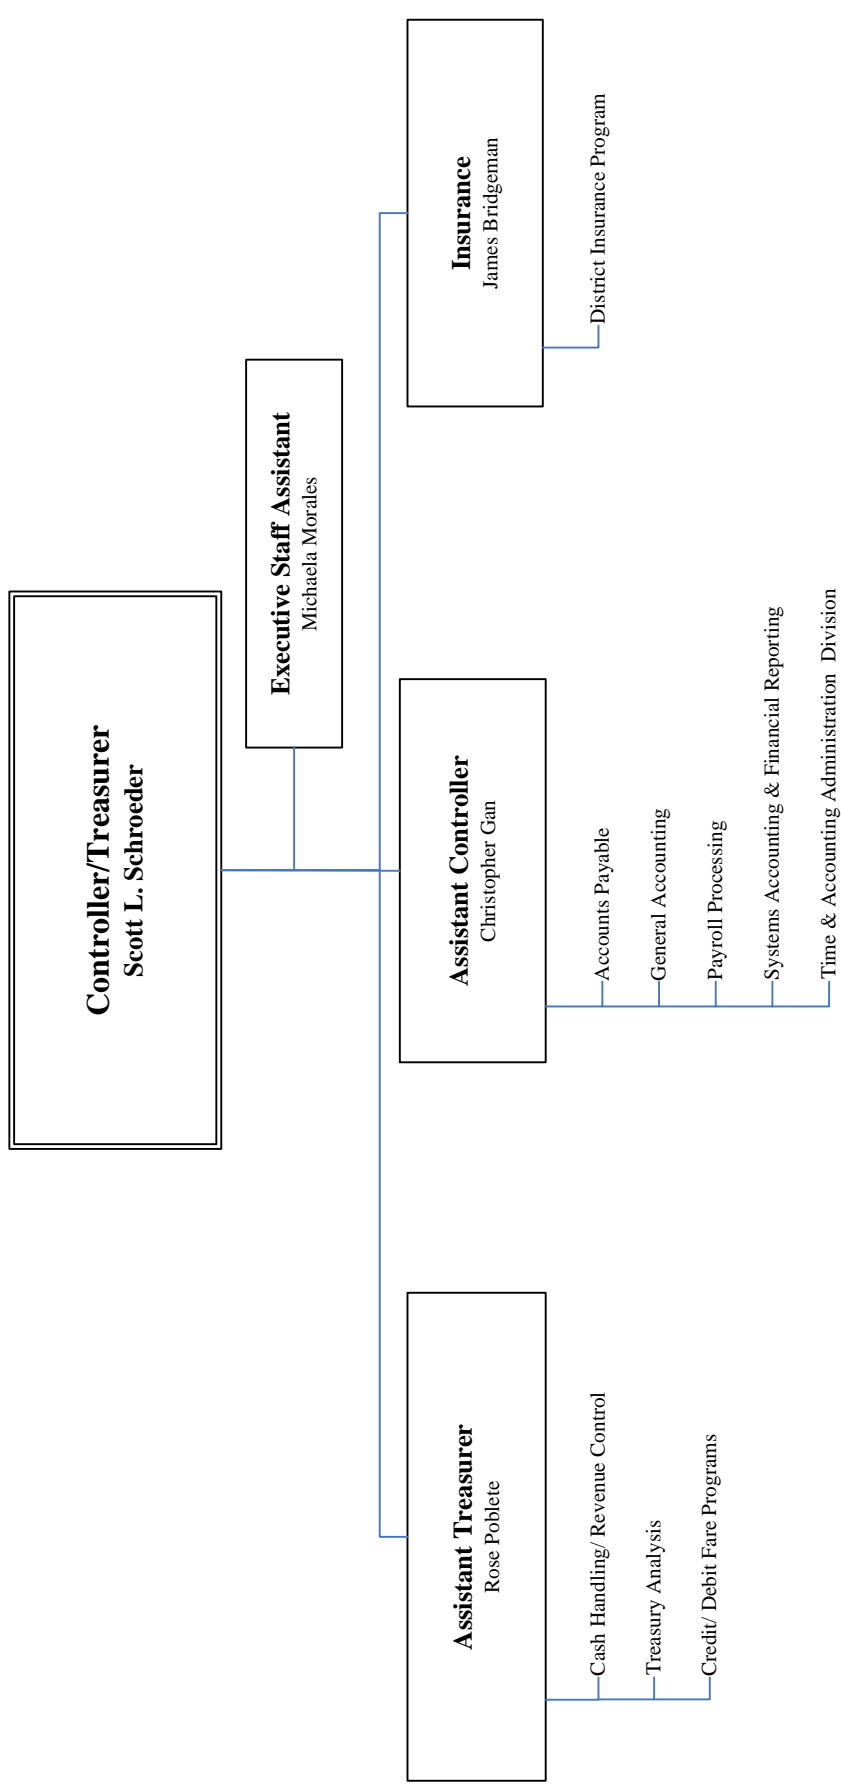 Controller/Treasurer
Scott L. Schroeder
Executive Staff Assistant
Michaela Morales
Assistant Treasurer
Rose Poblete
Cash Handling/ Revenue Control
Treasury Analysis
Credit/ Debit Fare Programs
Assistant Controller
Christopher Gan
Accounts Payable
General Accounting
Payroll Processing
Systems Accounting & Financial Reporting
Time & Accounting Administration Division
Insurance
James Bridgeman
District Insurance Program